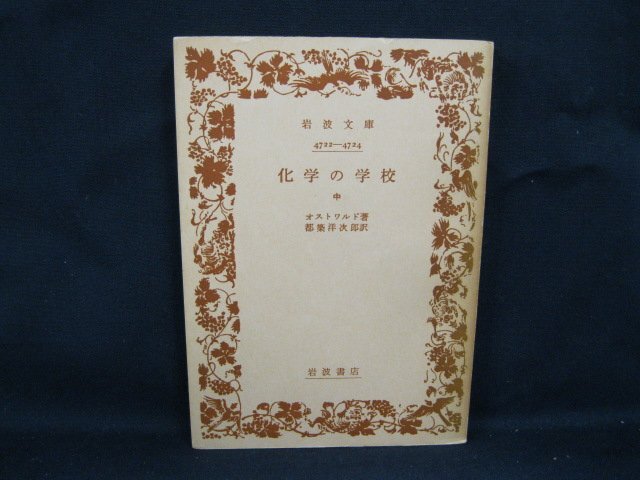 岩波文庫
4722—4724
化学の学校
中
オストワルド著
都築洋次郎訳
岩波書店